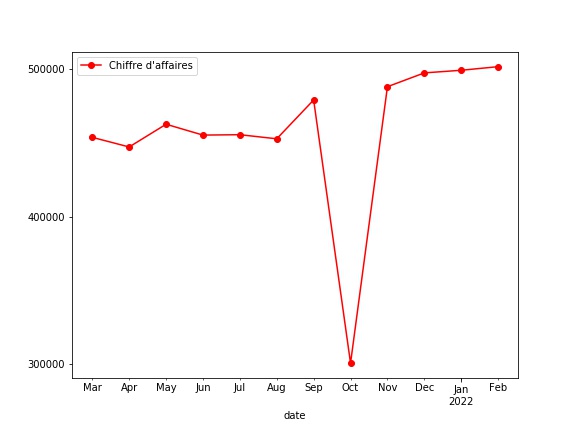 Chiffre d'affaires
500000
400000
300000
Mar Apr May Jun Jul Aug Sep Oct Nov Dec Jan Feb
2022
date